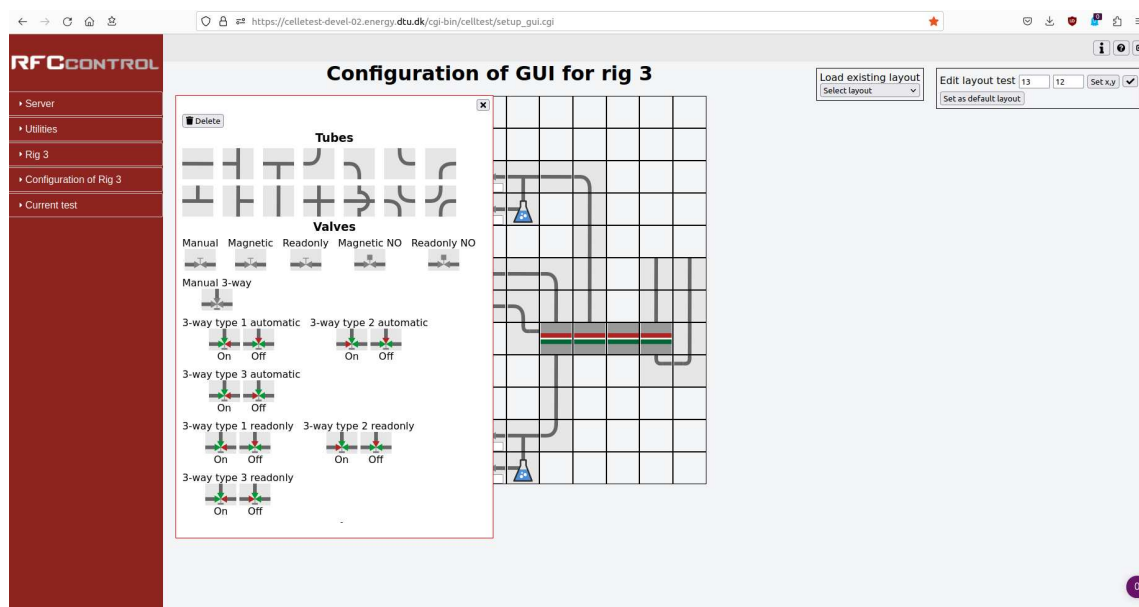 https://celletest-devel-02.energy.dtu.dk/cgi-bin/celltest/setup_gui.cgi
RFCCONTROL
Server
Utilities
Rig 3
Configuration of Rig 3
Current test
Configuration of GUI for rig 3
Load existing layout
Select layout
Edit layout test 13 12 Set x,y
Set as default layout
Delete
Tubes
Valves
Manual Magnetic Readonly Magnetic NO Readonly NO
Manual 3-way
3-way type 1 automatic 3-way type 2 automatic
On Off On Off
3-way type 3 automatic
On Off
3-way type 1 readonly 3-way type 2 readonly
On Off On Off
3-way type 3 readonly
On Off